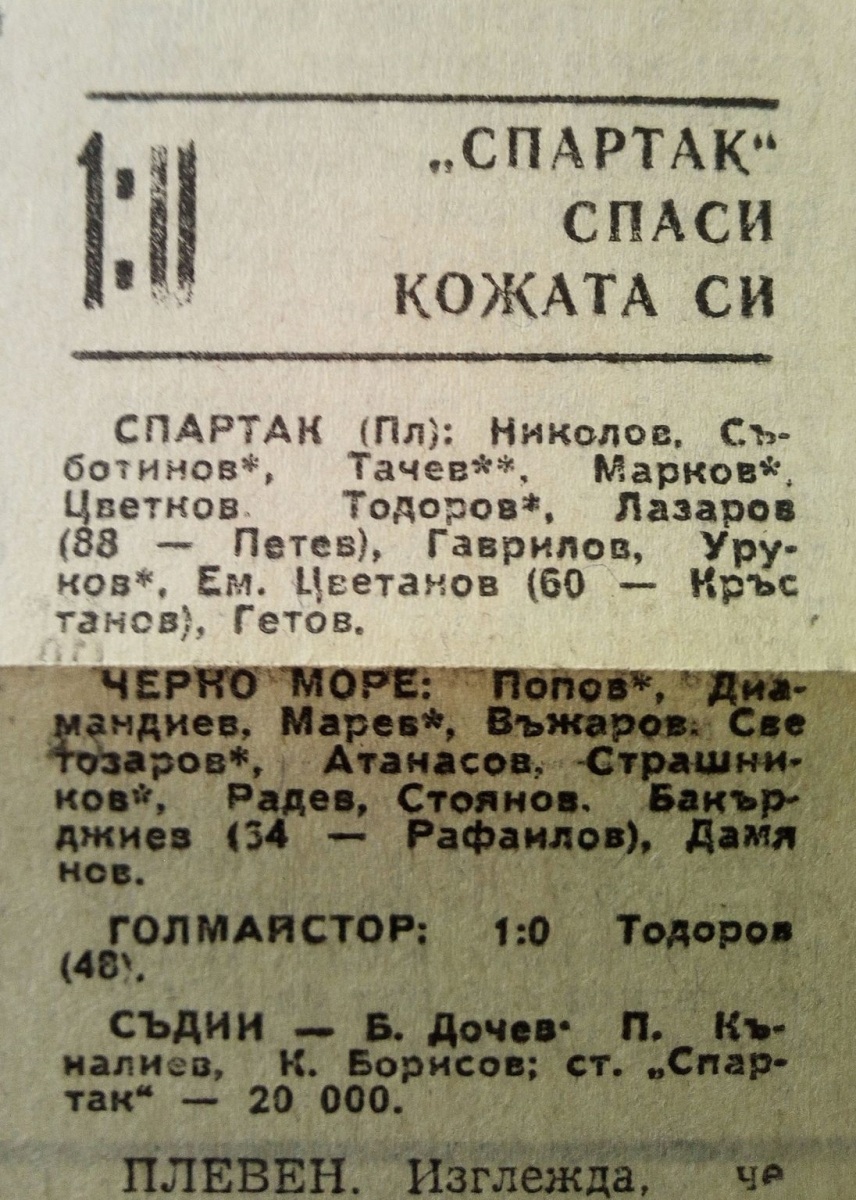 1:0
„СПАРТАК“
СПАСИ
КОЖАТА СИ
СПАРТАК (Пл): Николов, Съ-
ботинов*, Тачев**, Марков*,
Цветков. Тодоров*, Лазаров
(88 — Петев), Гаврилов, Уру-
ков*, Ем. Цветанов (60 — Кръс
танов), Гетов.
ЧЕРНО МОРЕ: Попов*, Диа-
мандиев, Марев*, Въжаров. Све
тозаров*, Атанасов, Страшни-
ков*, Радев, Стоянов. Бакър-
джиев (54 — Рафаилов), Дамя
нов.
ГОЛМАЙСТОР: 1:0 Тодоров
(48).
СЪДИИ — Б. Дочев· П. Къ-
налиев, К. Борисов; ст. „Спар-
так“ — 20 000.
ПЛЕВЕН. Изглежда, че